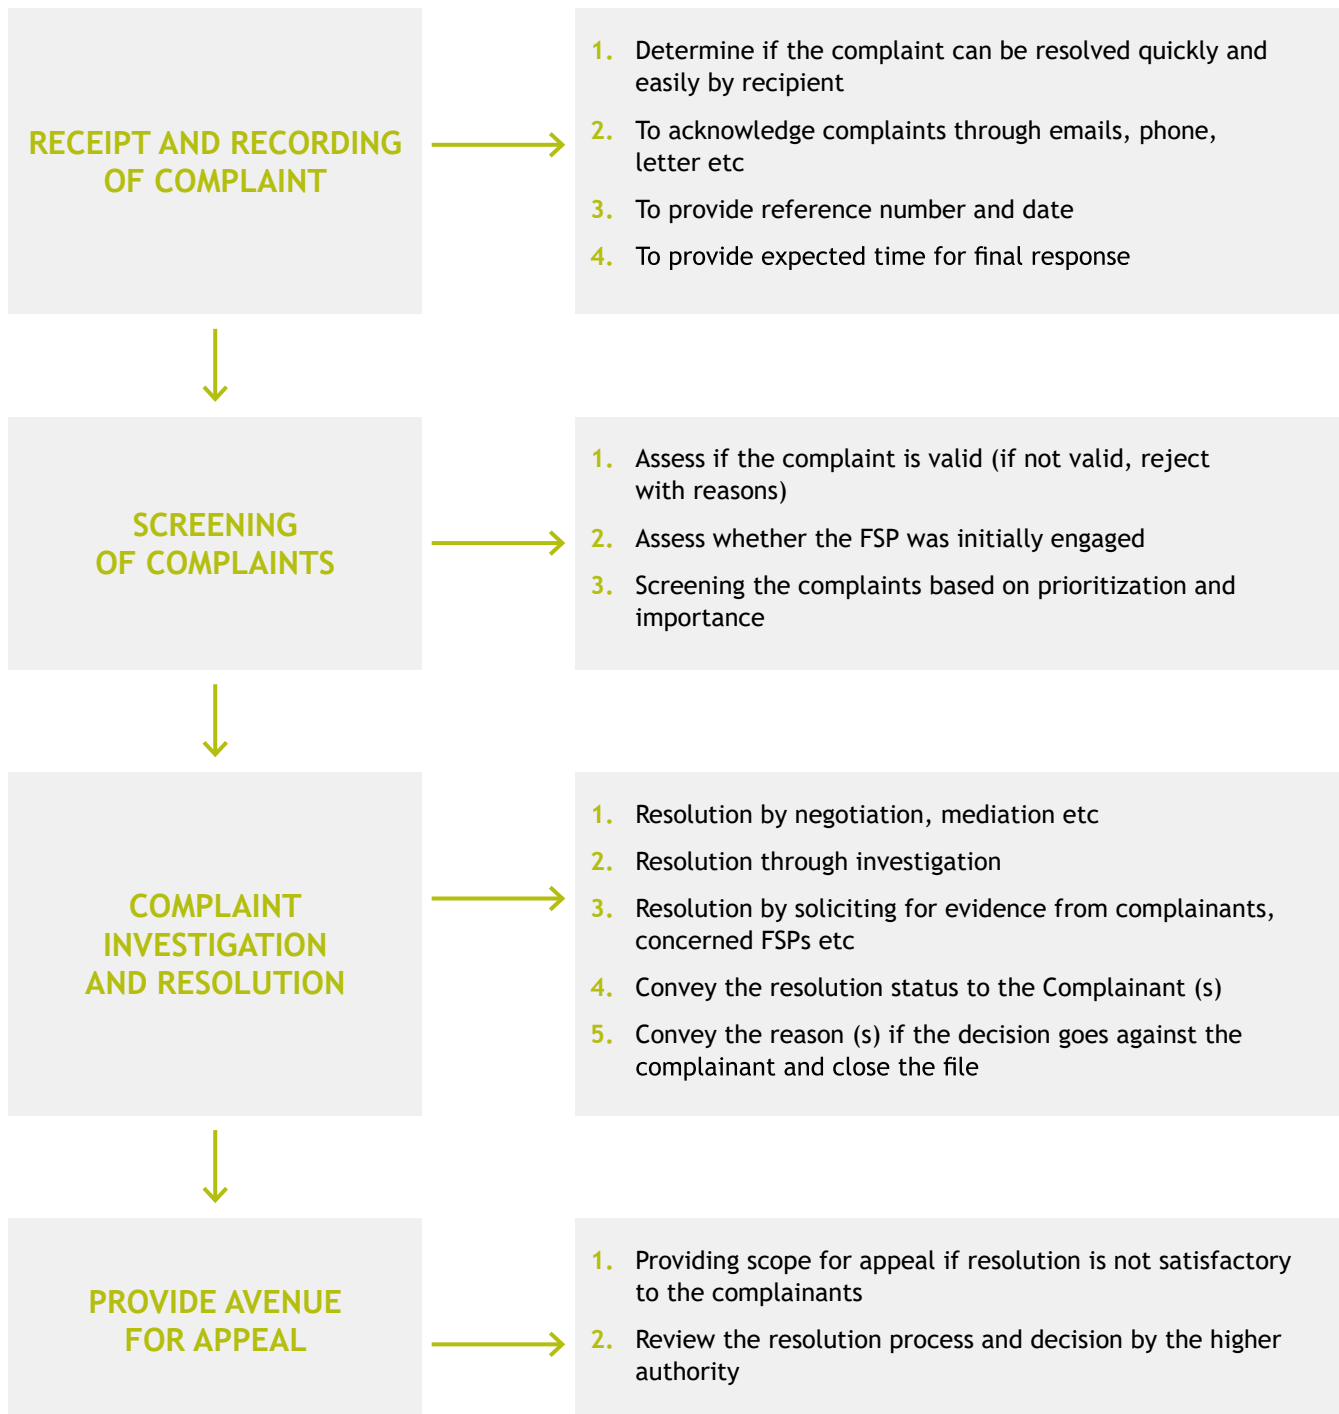 RECEIPT AND RECORDING
OF COMPLAINT
1. Determine if the complaint can be resolved quickly and
easily by recipient
2. To acknowledge complaints through emails, phone,
letter etc
3. To provide reference number and date
4. To provide expected time for final response
SCREENING
OF COMPLAINTS
1. Assess if the complaint is valid (if not valid, reject
with reasons)
2. Assess whether the FSP was initially engaged
3. Screening the complaints based on prioritization and
importance
COMPLAINT
INVESTIGATION
AND RESOLUTION
1. Resolution by negotiation, mediation etc
2. Resolution through investigation
3. Resolution by soliciting for evidence from complainants,
concerned FSPs etc
4. Convey the resolution status to the Complainant (s)
5. Convey the reason (s) if the decision goes against the
complainant and close the file
PROVIDE AVENUE
FOR APPEAL
1. Providing scope for appeal if resolution is not satisfactory
to the complainants
2. Review the resolution process and decision by the higher
authority